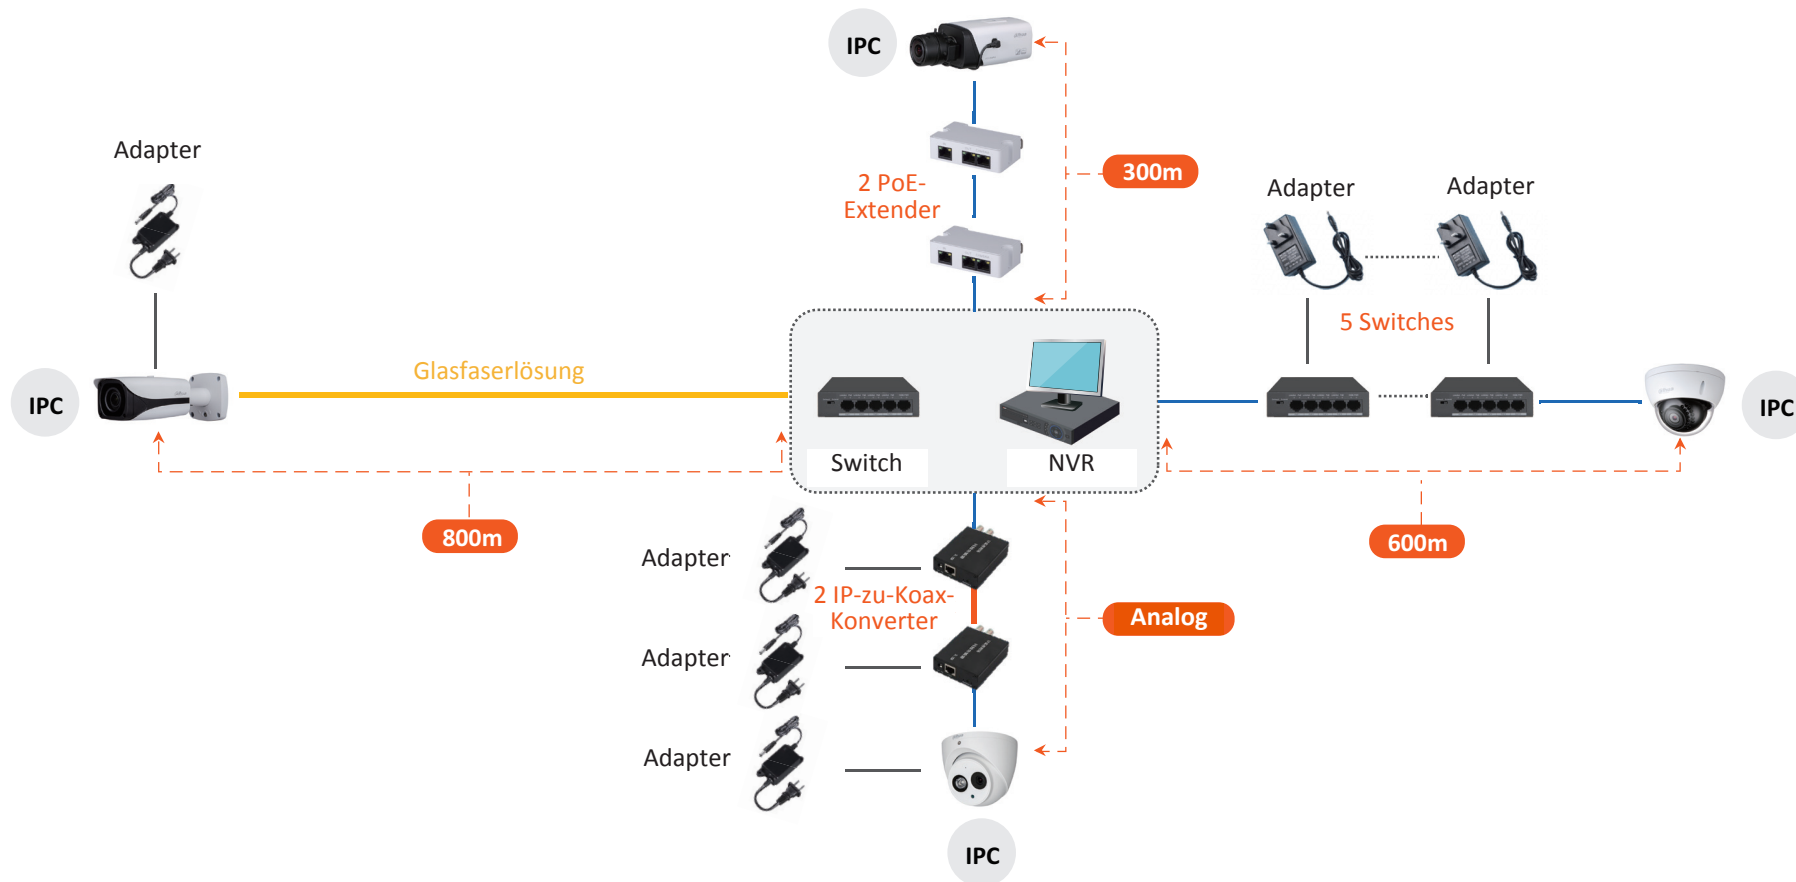 IPC
Adapter
2 PoE-
Extender
300m
Adapter
Adapter
5 Switches
Glasfaserlösung
IPC
IPC
Switch
NVR
800m
600m
Adapter
2 IP-zu-Koax-
Konverter
Analog
Adapter
Adapter
IPC